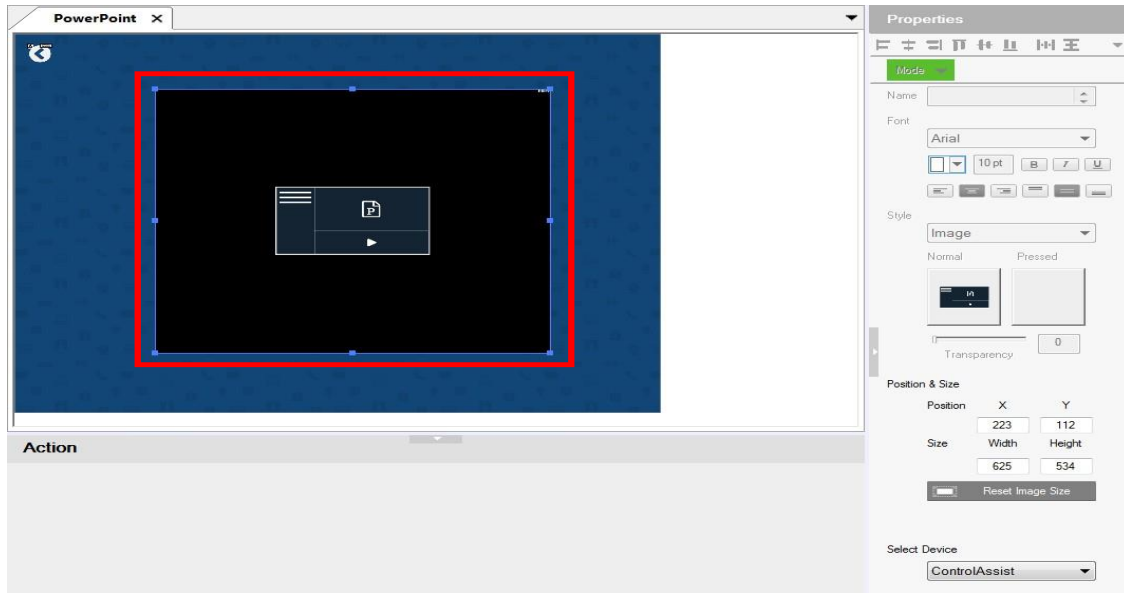 PowerPoint X
Properties
Mode
Name
Font
Arial
10 pt B I U
Style
Image
Normal Pressed
P
0
Transparency
Position & Size
Position X Y
223 112
Size Width Height
625 534
Reset Image Size
Select Device
ControlAssist
Action